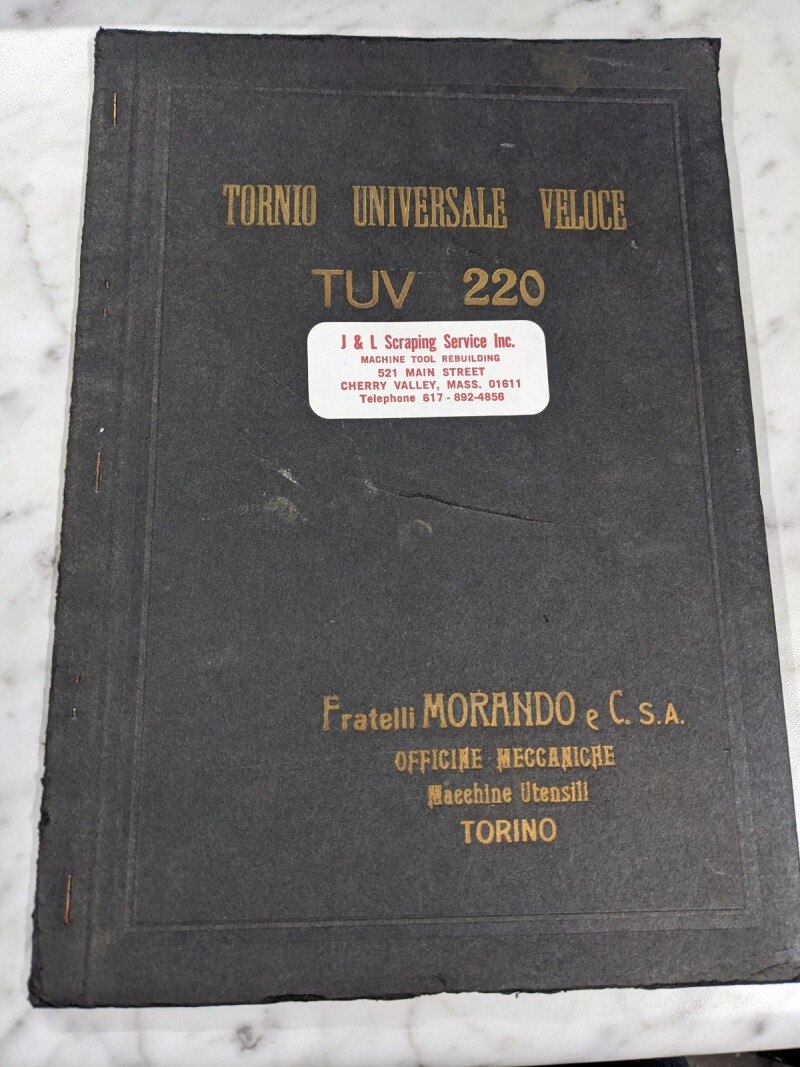 TORNIO UNIVERSALE VELOCE
TUV 220
J & L Scraping Service Inc.
MACHINE TOOL REBUILDING
521 MAIN STREET
CHERRY VALLEY, MASS. 01611
Telephone 617 - 892-4856
Fratelli MORANDO e C. S.A.
OFFICINE MECCANICHE
Macchine Utensili
TORINO